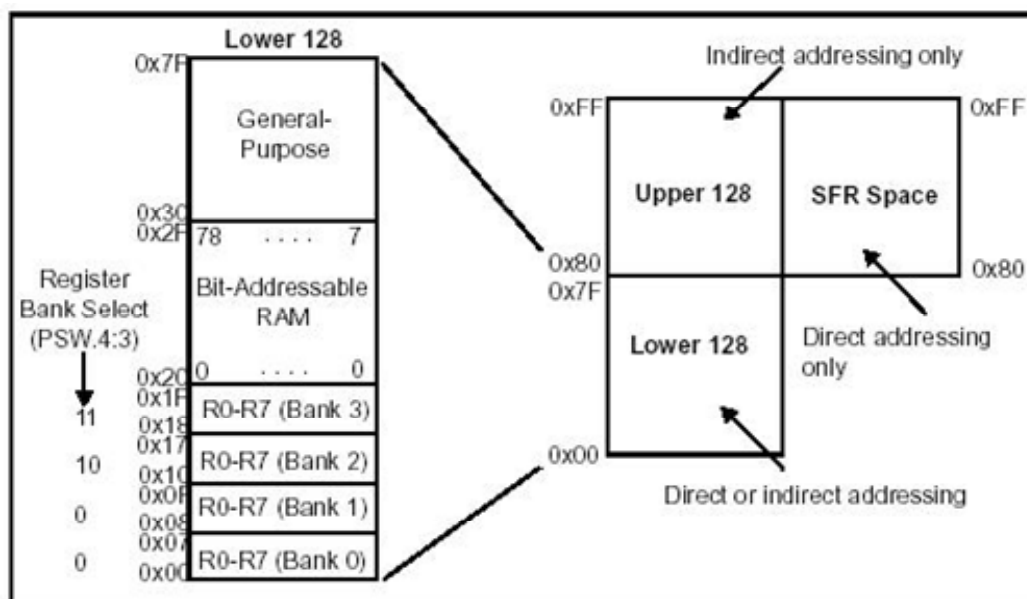 Lower 128
0x7F
General-
Purpose
0x30
0x2F
78 .... 7
Bit-Addressable
RAM
0 .... 0
0x20
Register
Bank Select
(PSW.4:3)
0x1F
11
R0-R7 (Bank 3)
0x18
0x17
10
R0-R7 (Bank 2)
0x10
0x0F
0
R0-R7 (Bank 1)
0x08
0x07
0
R0-R7 (Bank 0)
0x00
Indirect addressing only
0xFF
0xFF
Upper 128
SFR Space
0x80
0x80
0x7F
Lower 128
Direct addressing
only
0x00
Direct or indirect addressing